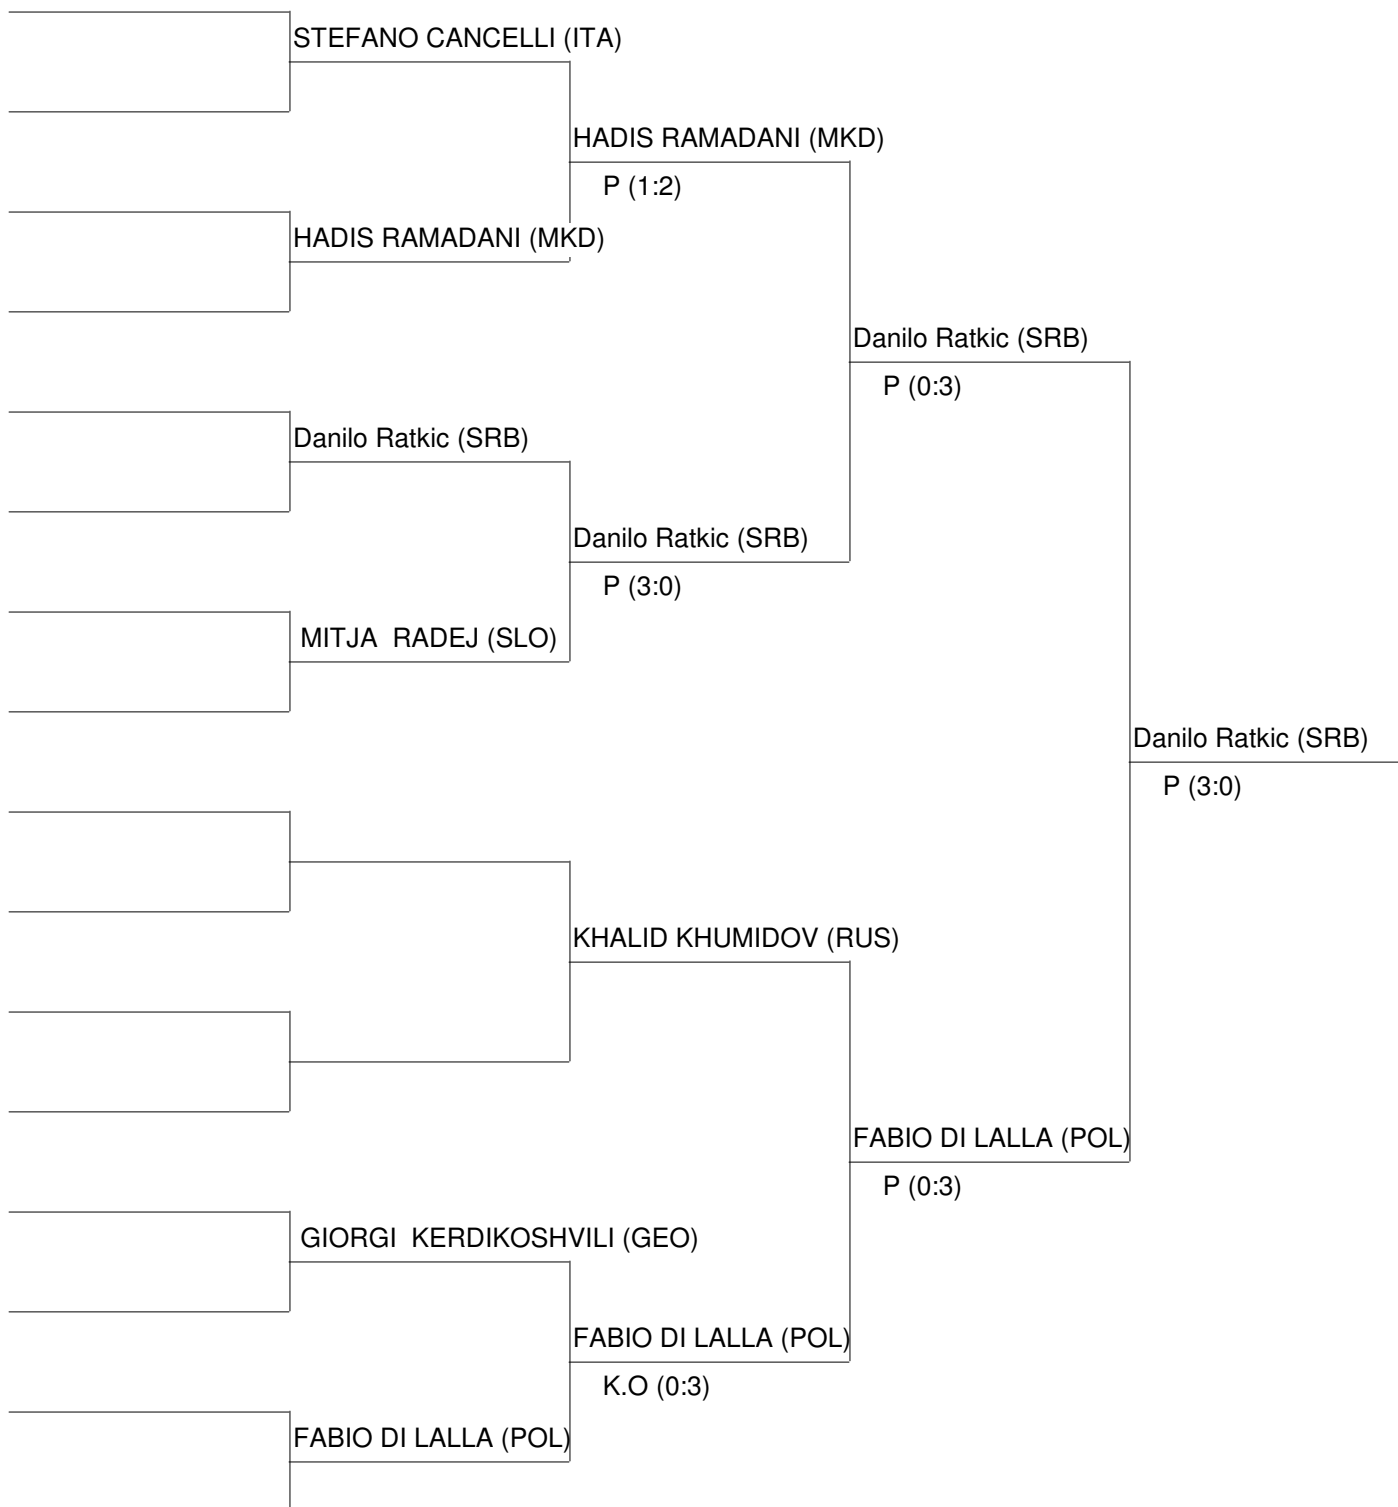 STEFANO CANCELLI (ITA)
HADIS RAMADANI (MKD)
P (1:2)
HADIS RAMADANI (MKD)
Danilo Ratkic (SRB)
P (0:3)
Danilo Ratkic (SRB)
Danilo Ratkic (SRB)
P (3:0)
MITJA  RADEJ (SLO)
Danilo Ratkic (SRB)
P (3:0)
KHALID KHUMIDOV (RUS)
FABIO DI LALLA (POL)
P (0:3)
GIORGI  KERDIKOSHVILI (GEO)
FABIO DI LALLA (POL)
K.O (0:3)
FABIO DI LALLA (POL)